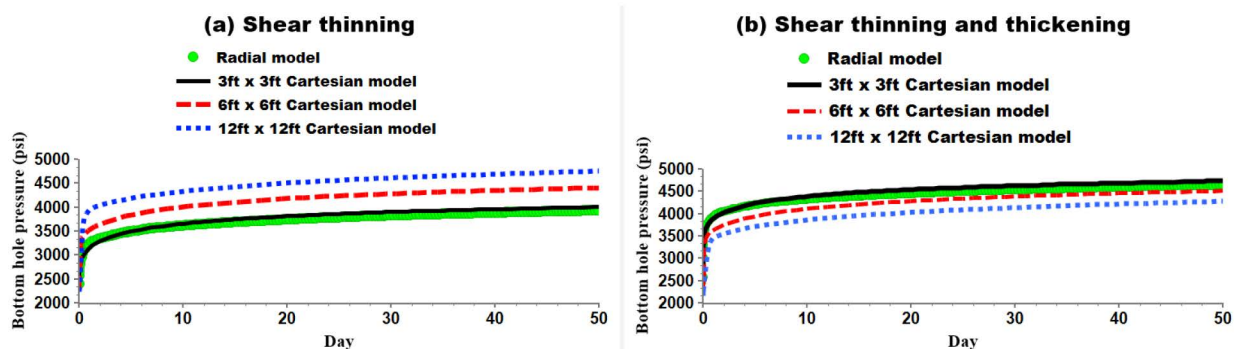 (a) Shear thinning
Radial model
3ft x 3ft Cartesian model
6ft x 6ft Cartesian model
12ft x 12ft Cartesian model
Bottom hole pressure (psi)
5000
4500
4000
3500
3000
2500
2000
0
10
20
30
40
50
Day
(b) Shear thinning and thickening
Radial model
3ft x 3ft Cartesian model
6ft x 6ft Cartesian model
12ft x 12ft Cartesian model
Bottom hole pressure (psi)
5000
4500
4000
3500
3000
2500
2000
0
10
20
30
40
50
Day